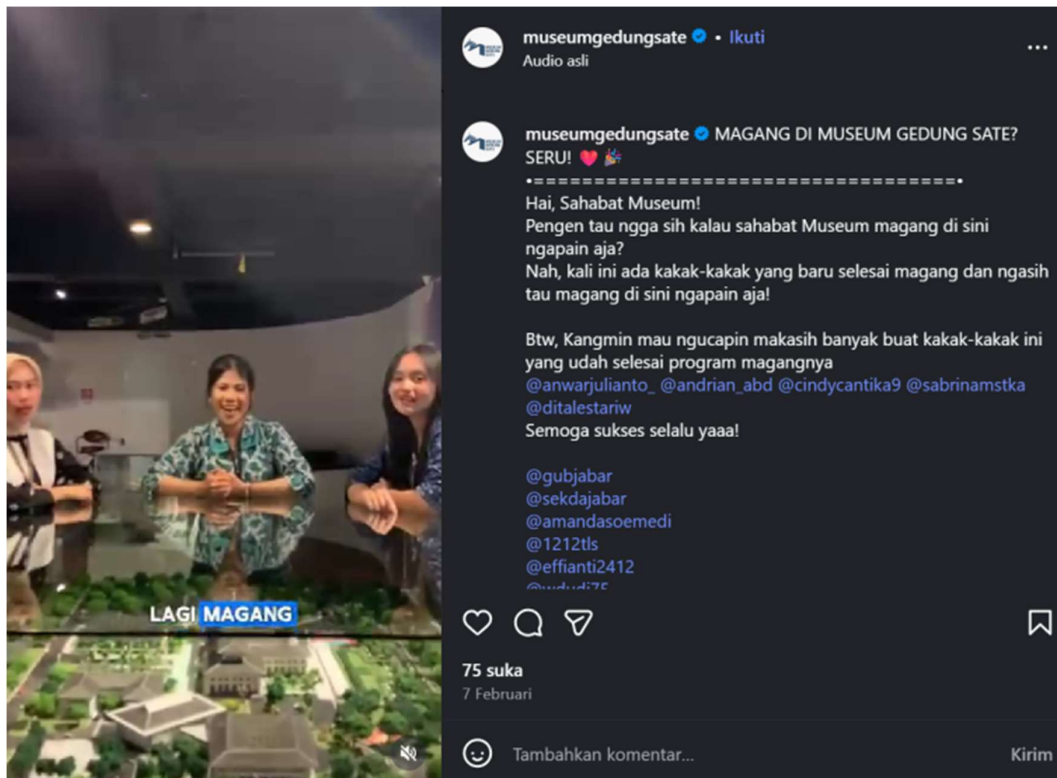 museumgedungsate • Ikuti
Audio asli
museumgedungsate MAGANG DI MUSEUM GEDUNG SATE?
SERU! ❤️ 🎉
•===================================•
Hai, Sahabat Museum!
Pengen tau ngga sih kalau sahabat Museum magang di sini
ngapain aja?
Nah, kali ini ada kakak-kakak yang baru selesai magang dan ngasih
tau magang di sini ngapain aja!
Btw, Kangmin mau ngucapin makasih banyak buat kakak-kakak ini
yang udah selesai program magangnya
@anwarjulianto_ @andrian_abd @cindycantika9 @sabrinamstka
@ditalestariw
Semoga sukses selalu yaaa!
@gubjabar
@sekdajabar
@amandasoemedi
@1212tls
@effianti2412
@wdudi75
LAGI MAGANG
75 suka
7 Februari
Tambahkan komentar...
Kirim